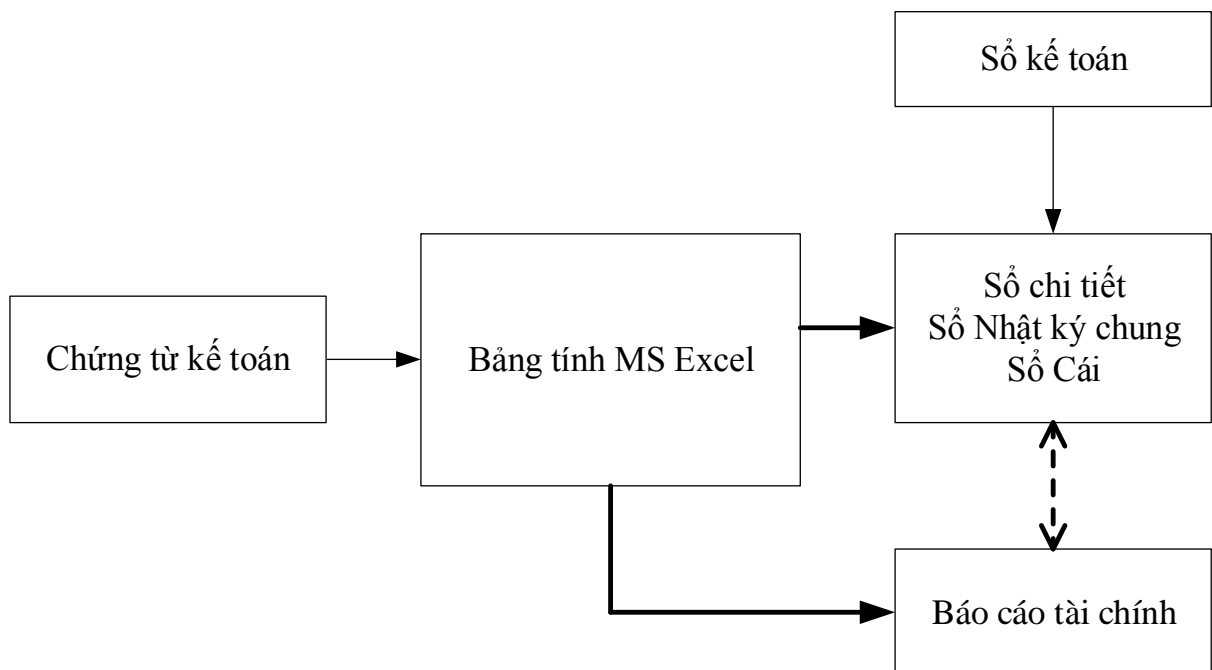 Sổ kế toán
Chứng từ kế toán
Bảng tính MS Excel
Sổ chi tiết
Sổ Nhật ký chung
Sổ Cái
Báo cáo tài chính